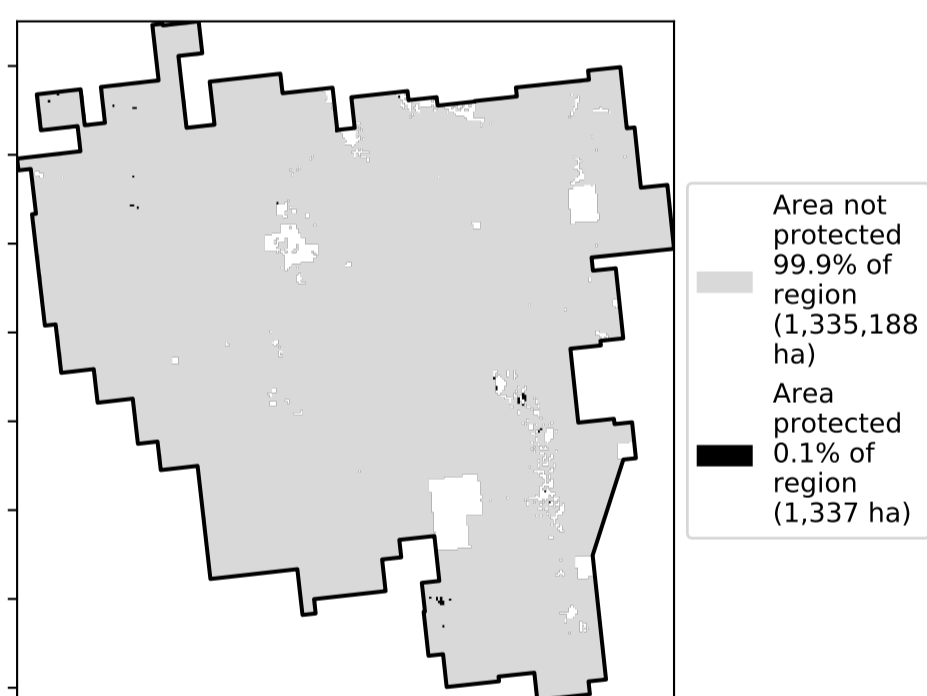 Area not
protected
99.9% of
region
(1,335,188
ha)
Area
protected
0.1% of
region
(1,337 ha)